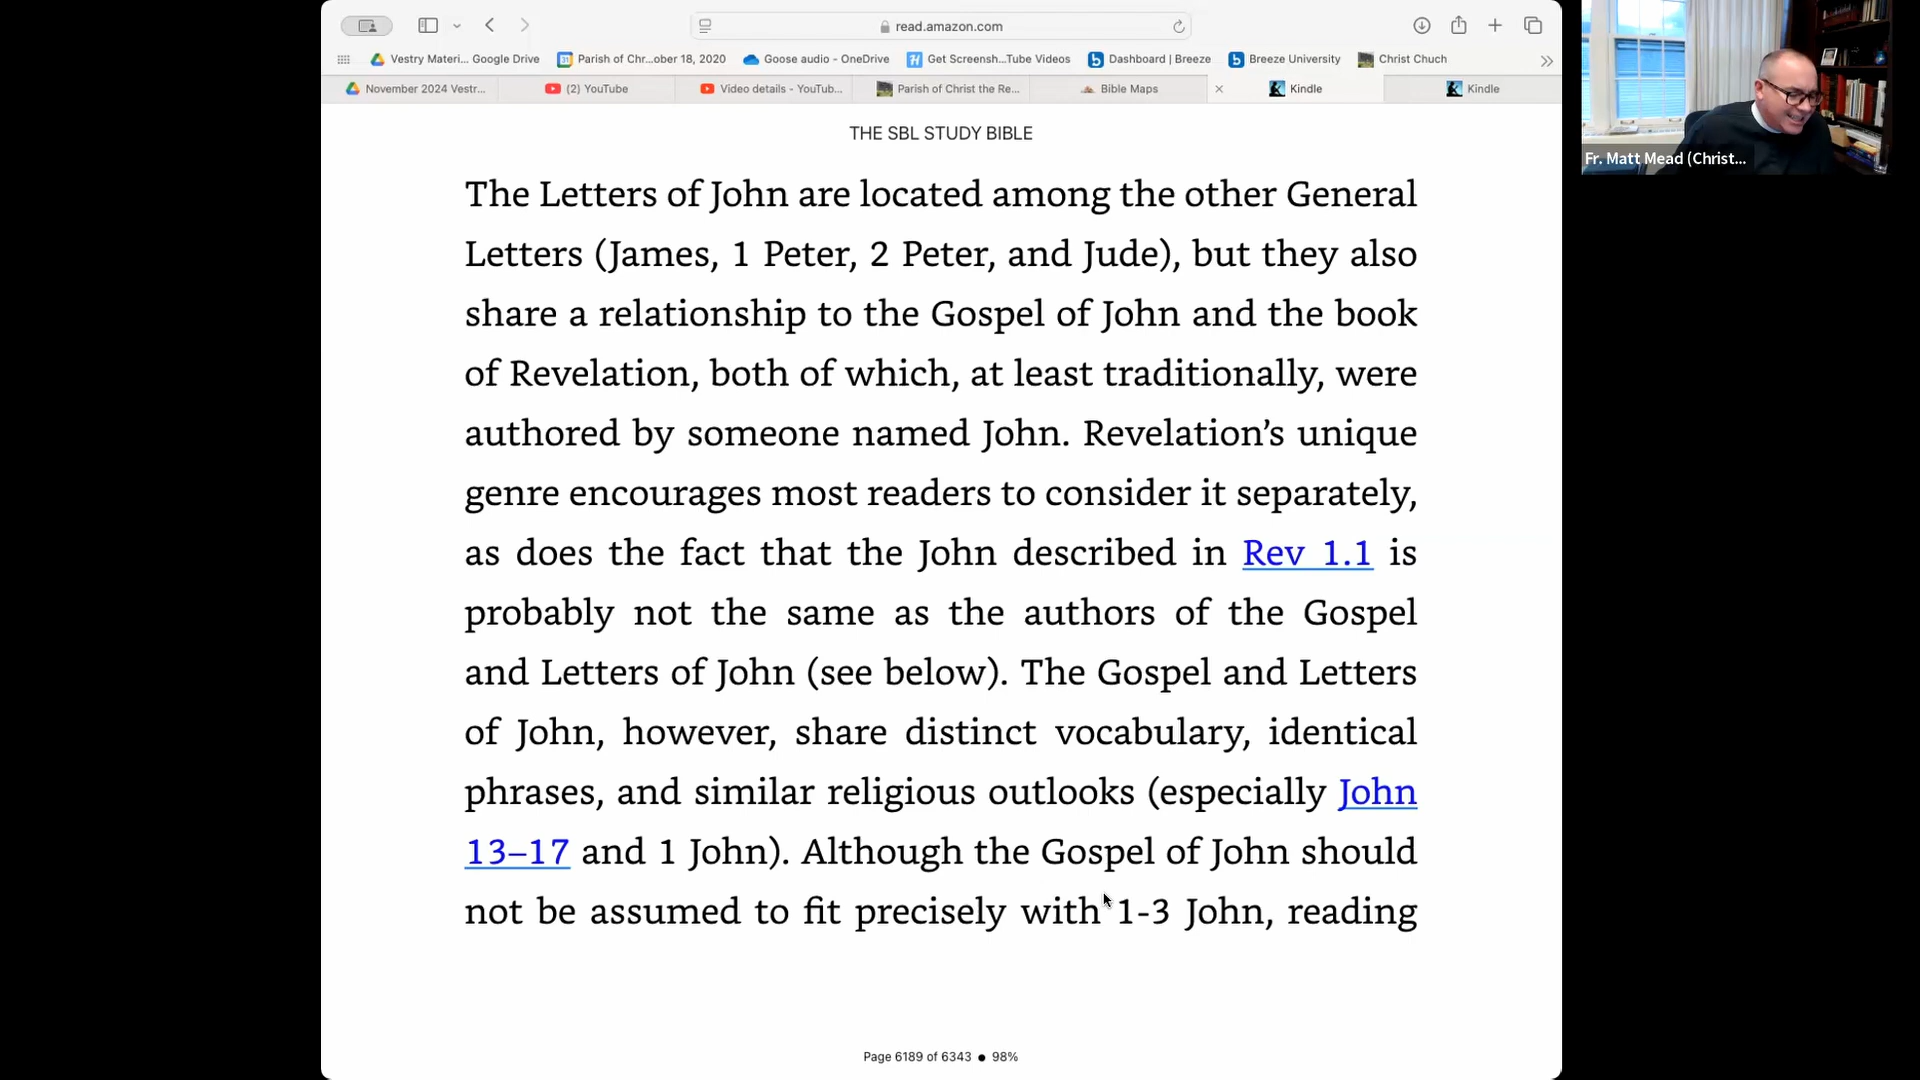 read.amazon.com
Vestry Materi... Google Drive
Parish of Chr...ober 18, 2020
Goose audio - OneDrive
Get Screensh...Tube Videos
Dashboard | Breeze
Breeze University
Christ Chuch
November 2024 Vestr...
(2) YouTube
Video details - YouTub...
Parish of Christ the Re...
Bible Maps
Kindle
Kindle
Fr. Matt Mead (Christ...
THE SBL STUDY BIBLE
The Letters of John are located among the other General
Letters (James, 1 Peter, 2 Peter, and Jude), but they also
share a relationship to the Gospel of John and the book
of Revelation, both of which, at least traditionally, were
authored by someone named John. Revelation’s unique
genre encourages most readers to consider it separately,
as does the fact that the John described in Rev 1.1 is
probably not the same as the authors of the Gospel
and Letters of John (see below). The Gospel and Letters
of John, however, share distinct vocabulary, identical
phrases, and similar religious outlooks (especially John
13–17 and 1 John). Although the Gospel of John should
not be assumed to fit precisely with 1-3 John, reading
Page 6189 of 6343 ● 98%